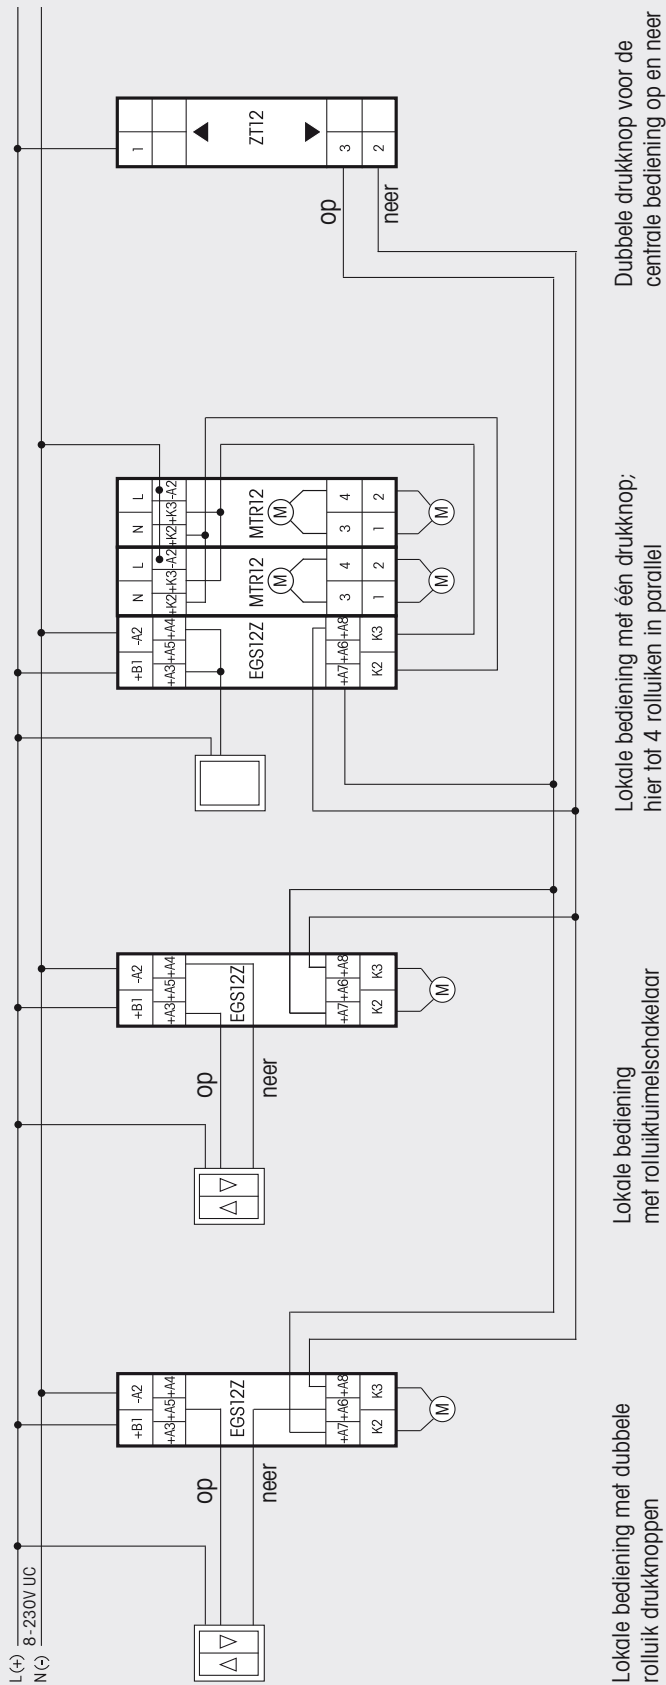 L(+)
8-230V UC
N(-)
+B1 -A2
+A3+A5+A4
EGS12Z
+A7+A6+A8
K2 K3
M
op
neer
Lokale bediening met dubbele
rolluik drukknoppen
+B1 -A2
+A3+A5+A4
EGS12Z
+A7+A6+A8
K2 K3
M
op
neer
Lokale bediening
met rolluiktuimelschakelaar
+B1 -A2
+A3+A5+A4
EGS12Z
+A7+A6+A8
K2 K3
N L
+K2+K3-A2
MTR12
M
3 4
1 2
M
N L
+K2+K3-A2
MTR12
M
3 4
1 2
M
Lokale bediening met één drukknop;
hier tot 4 rolluiken in parallel
1
ZT12
3
2
op
neer
Dubbele drukknop voor de
centrale bediening op en neer